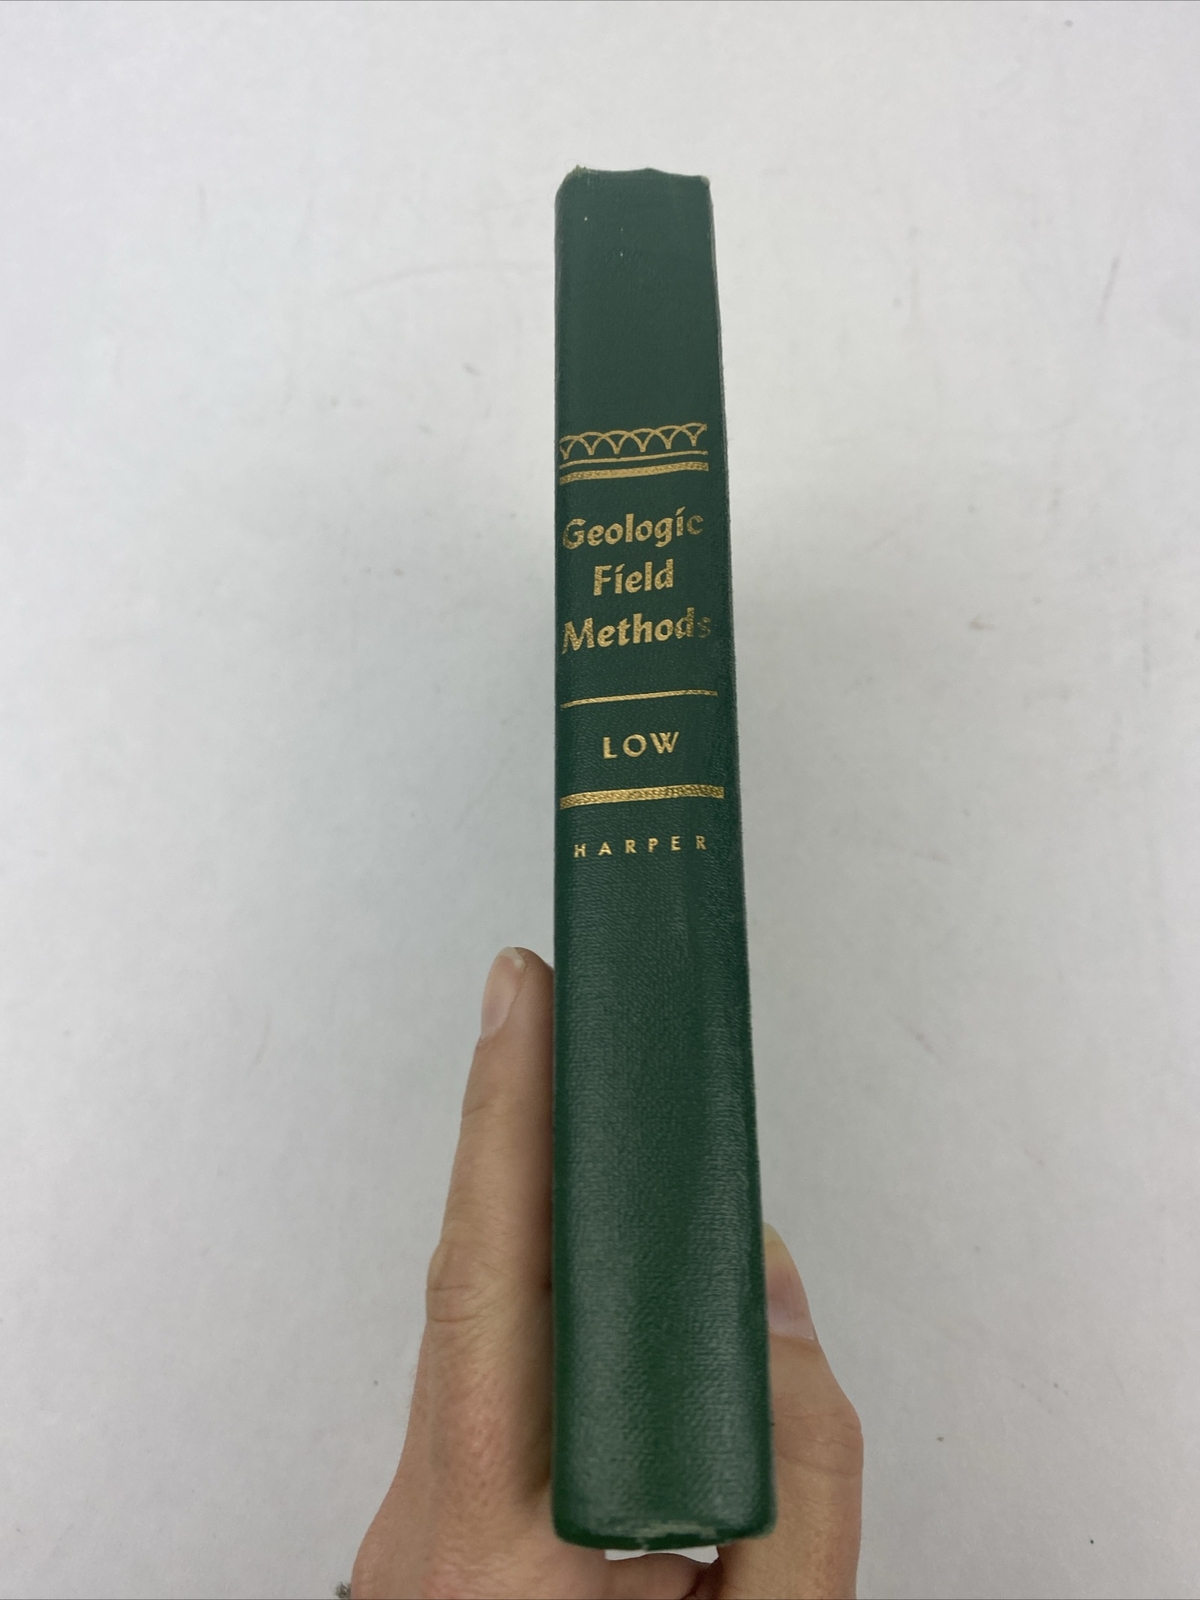 Geologic
Field
Methods
LOW
HARPER